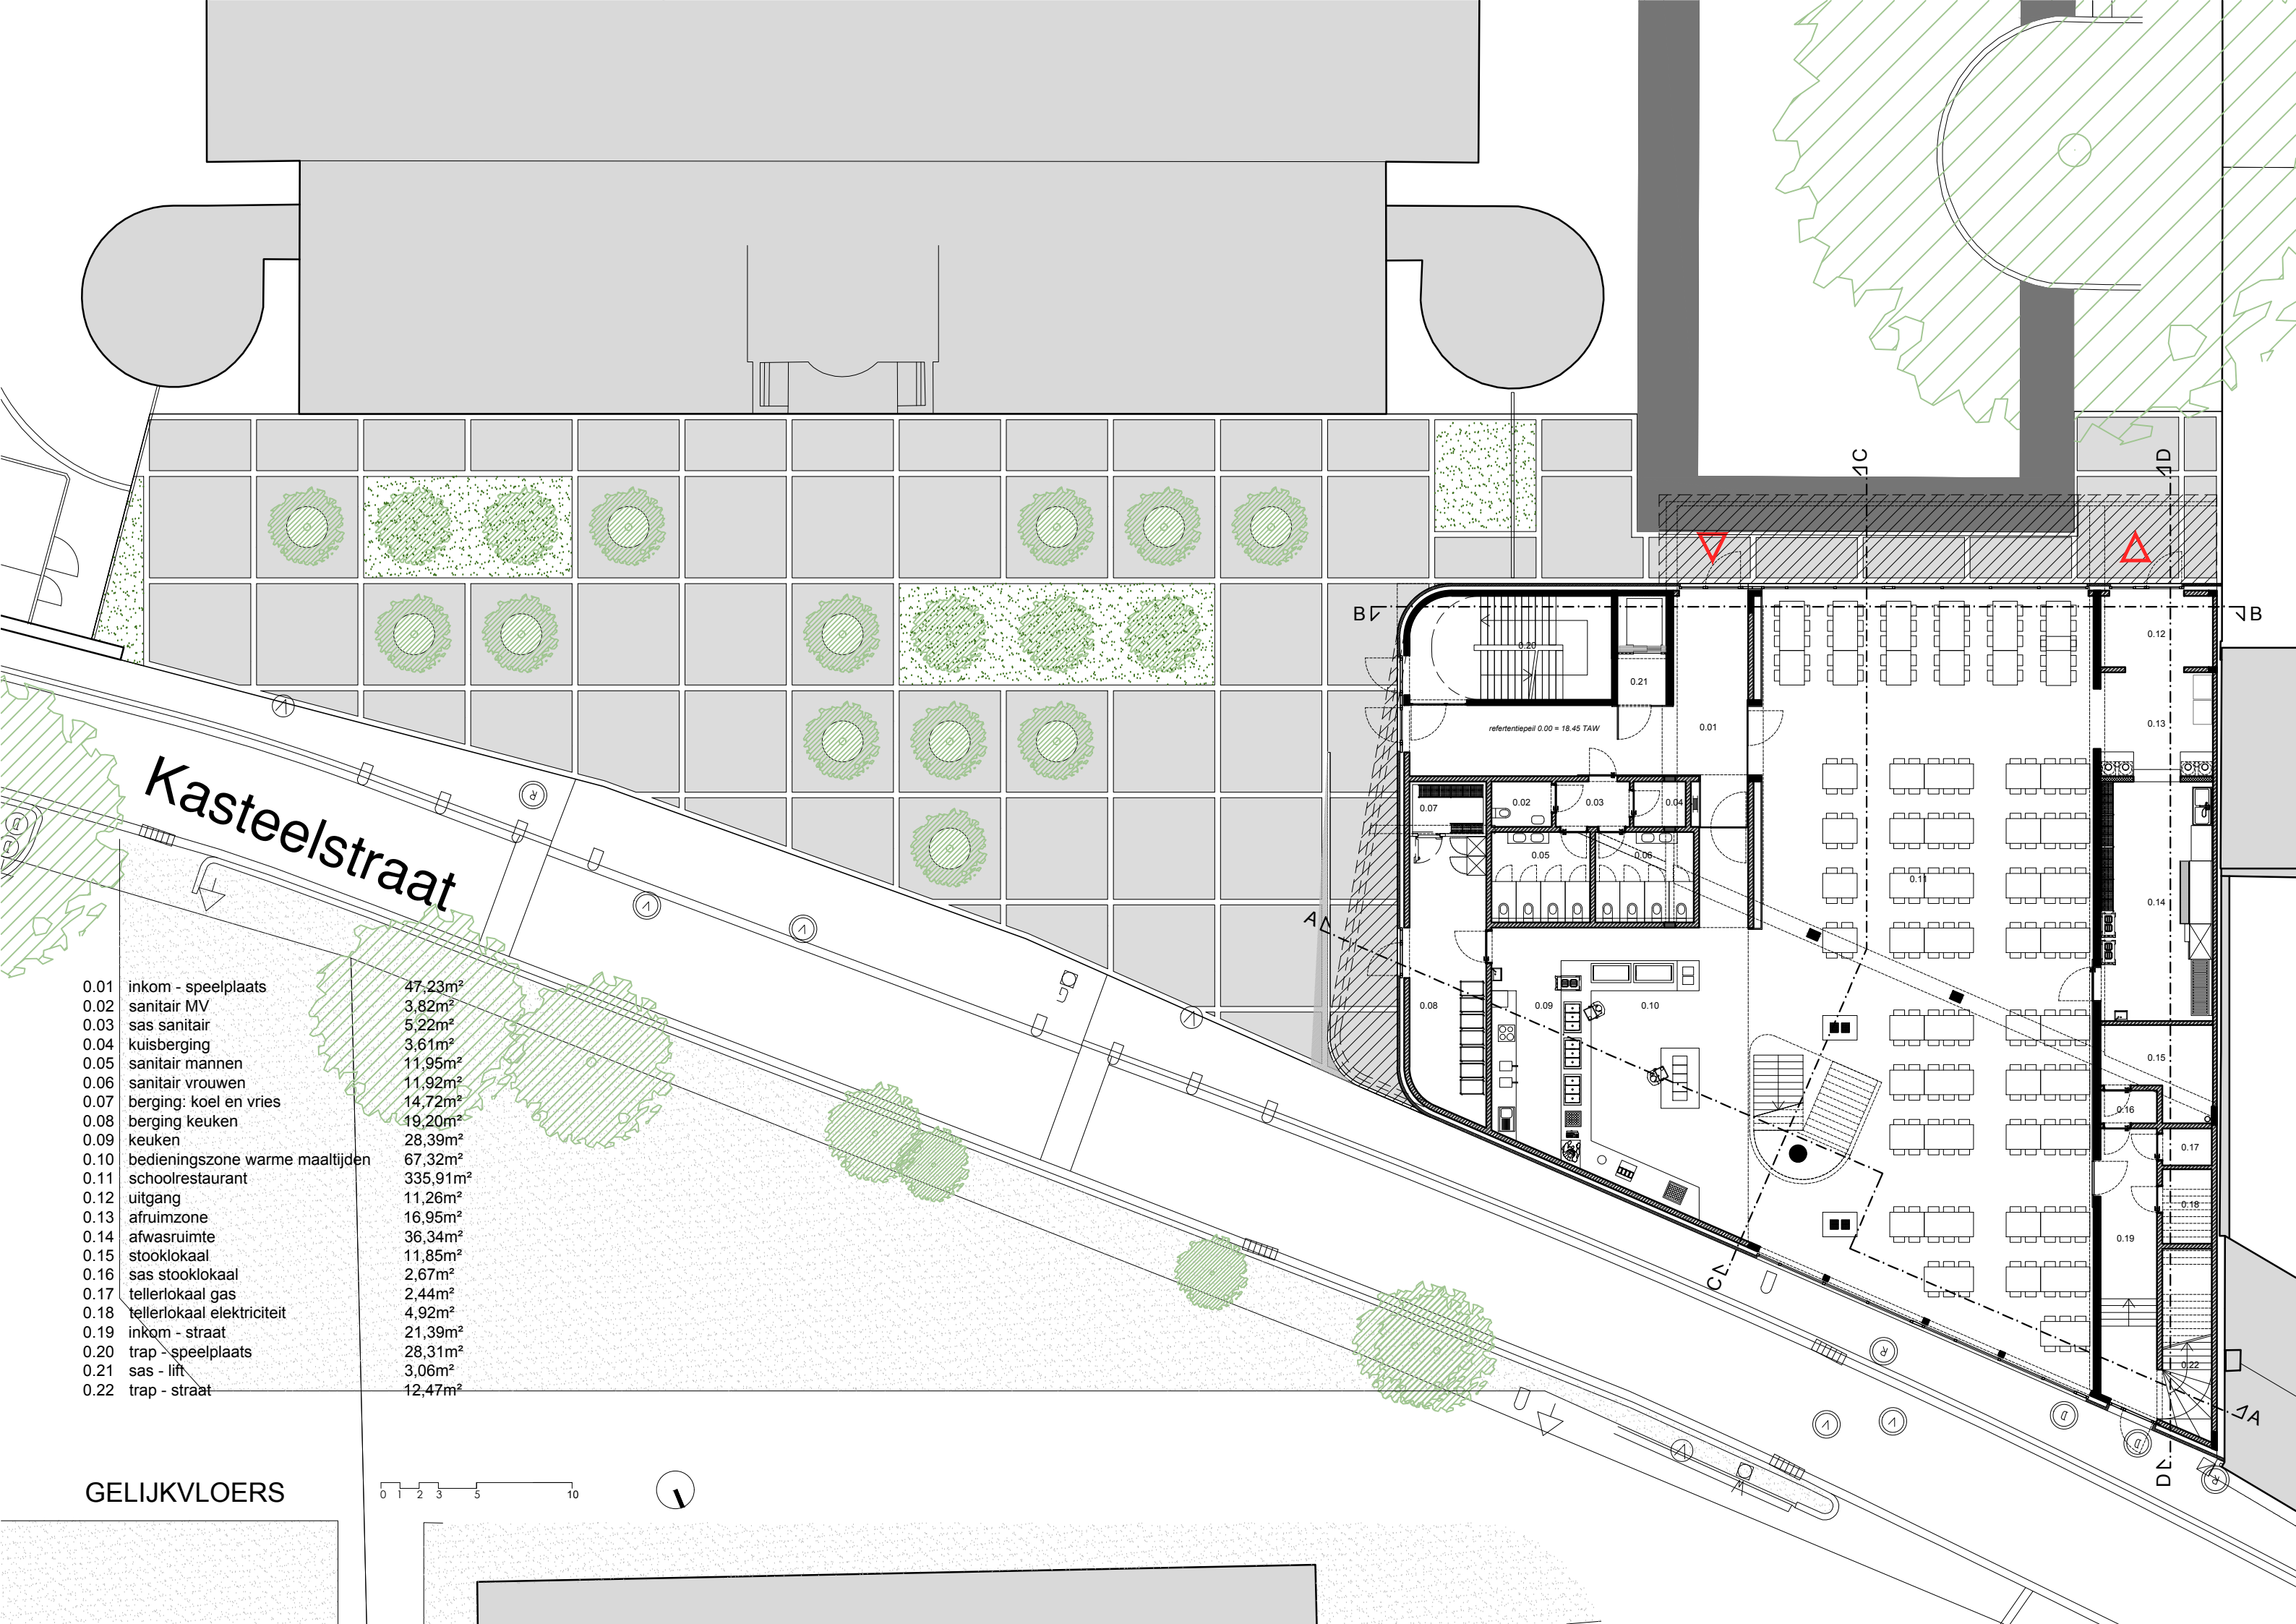 C
D
B
B
0.12
0.20
0.21
0.13
0.01
refertentiepeil 0.00 = 18.45 TAW
Kasteelstraat
R
0.07
0.02
0.03
0.04
0.05
0.06
0.11
0.14
V
V
A
V
0.08
0.09
0.10
0.15
0.16
0.17
0.18
0.19
0.22
C
R
V
V
D
D
A
D
R
0.01 inkom - speelplaats 47,23m²
0.02 sanitair MV 3,82m²
0.03 sas sanitair 5,22m²
0.04 kuisberging 3,61m²
0.05 sanitair mannen 11,95m²
0.06 sanitair vrouwen 11,92m²
0.07 berging: koel en vries 14,72m²
0.08 berging keuken 19,20m²
0.09 keuken 28,39m²
0.10 bedieningszone warme maaltijden 67,32m²
0.11 schoolrestaurant 335,91m²
0.12 uitgang 11,26m²
0.13 afruimzone 16,95m²
0.14 afwasruimte 36,34m²
0.15 stooklokaal 11,85m²
0.16 sas stooklokaal 2,67m²
0.17 tellerlokaal gas 2,44m²
0.18 tellerlokaal elektriciteit 4,92m²
0.19 inkom - straat 21,39m²
0.20 trap - speelplaats 28,31m²
0.21 sas - lift 3,06m²
0.22 trap - straat 12,47m²
GELIJKVLOERS
0 1 2 3 5 10